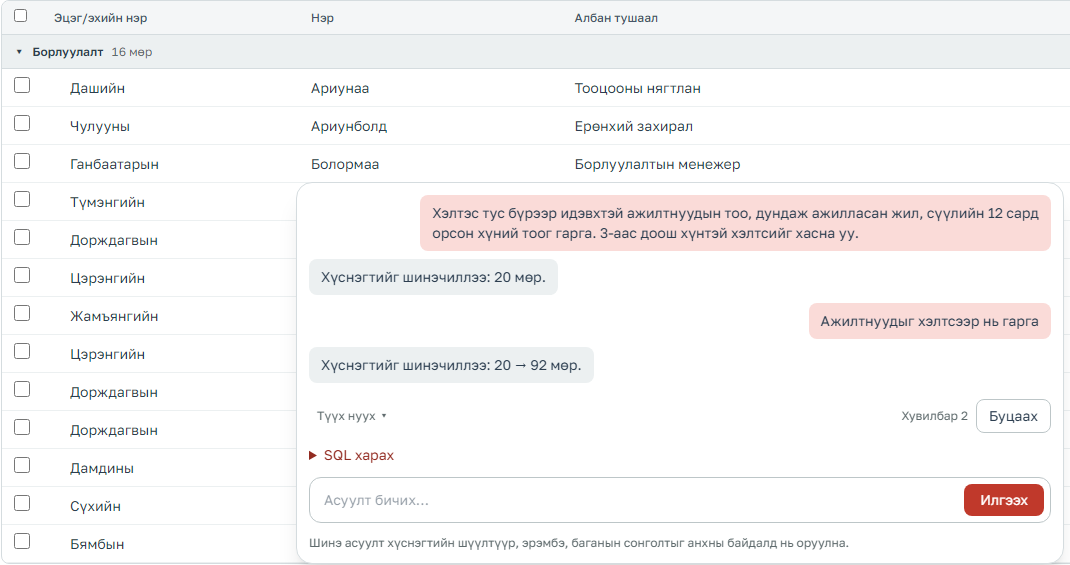 Эцэг/эхийн нэр Нэр Албан тушаал
▾ Борлуулалт 16 мөр
Дашийн Ариунаа Тооцооны нягтлан
Чулууны Ариунболд Ерөнхий захирал
Ганбаатарын Болормаа Борлуулалтын менежер
Түмэнгийн
Дорждагвын
Цэрэнгийн
Жамъянгийн
Цэрэнгийн
Дорждагвын
Дорждагвын
Дамдины
Сүхийн
Бямбын
Хэлтэс тус бүрээр идэвхтэй ажилтнуудын тоо, дундаж ажилласан жил, сүүлийн 12 сард
орсон хүний тоог гарга. 3-аас доош хүнтэй хэлтсийг хасна уу.
Хүснэгтийг шинэчиллээ: 20 мөр.
Ажилтнуудыг хэлтсээр нь гарга
Хүснэгтийг шинэчиллээ: 20 → 92 мөр.
Түүх нуух ▾ Хувилбар 2 Буцаах
▶ SQL харах
Асуулт бичих... Илгээх
Шинэ асуулт хүснэгтийн шүүлтүүр, эрэмбэ, баганын сонголтыг анхны байдалд нь оруулна.